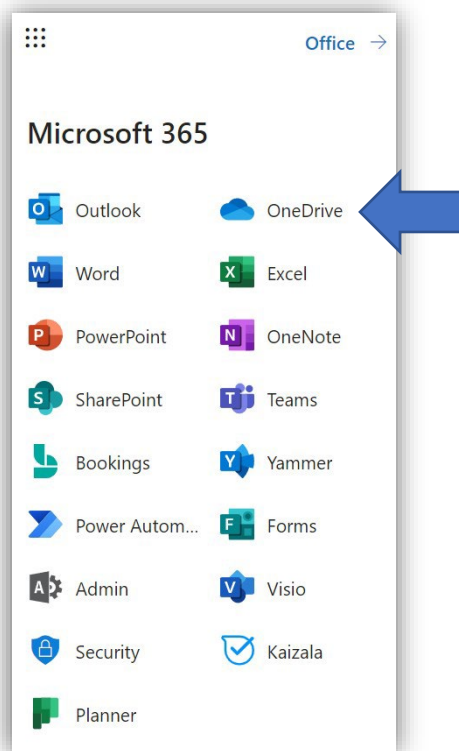 Office →
Microsoft 365
Outlook OneDrive
Word Excel
PowerPoint OneNote
SharePoint Teams
Bookings Yammer
Power Autom... Forms
Admin Visio
Security Kaizala
Planner